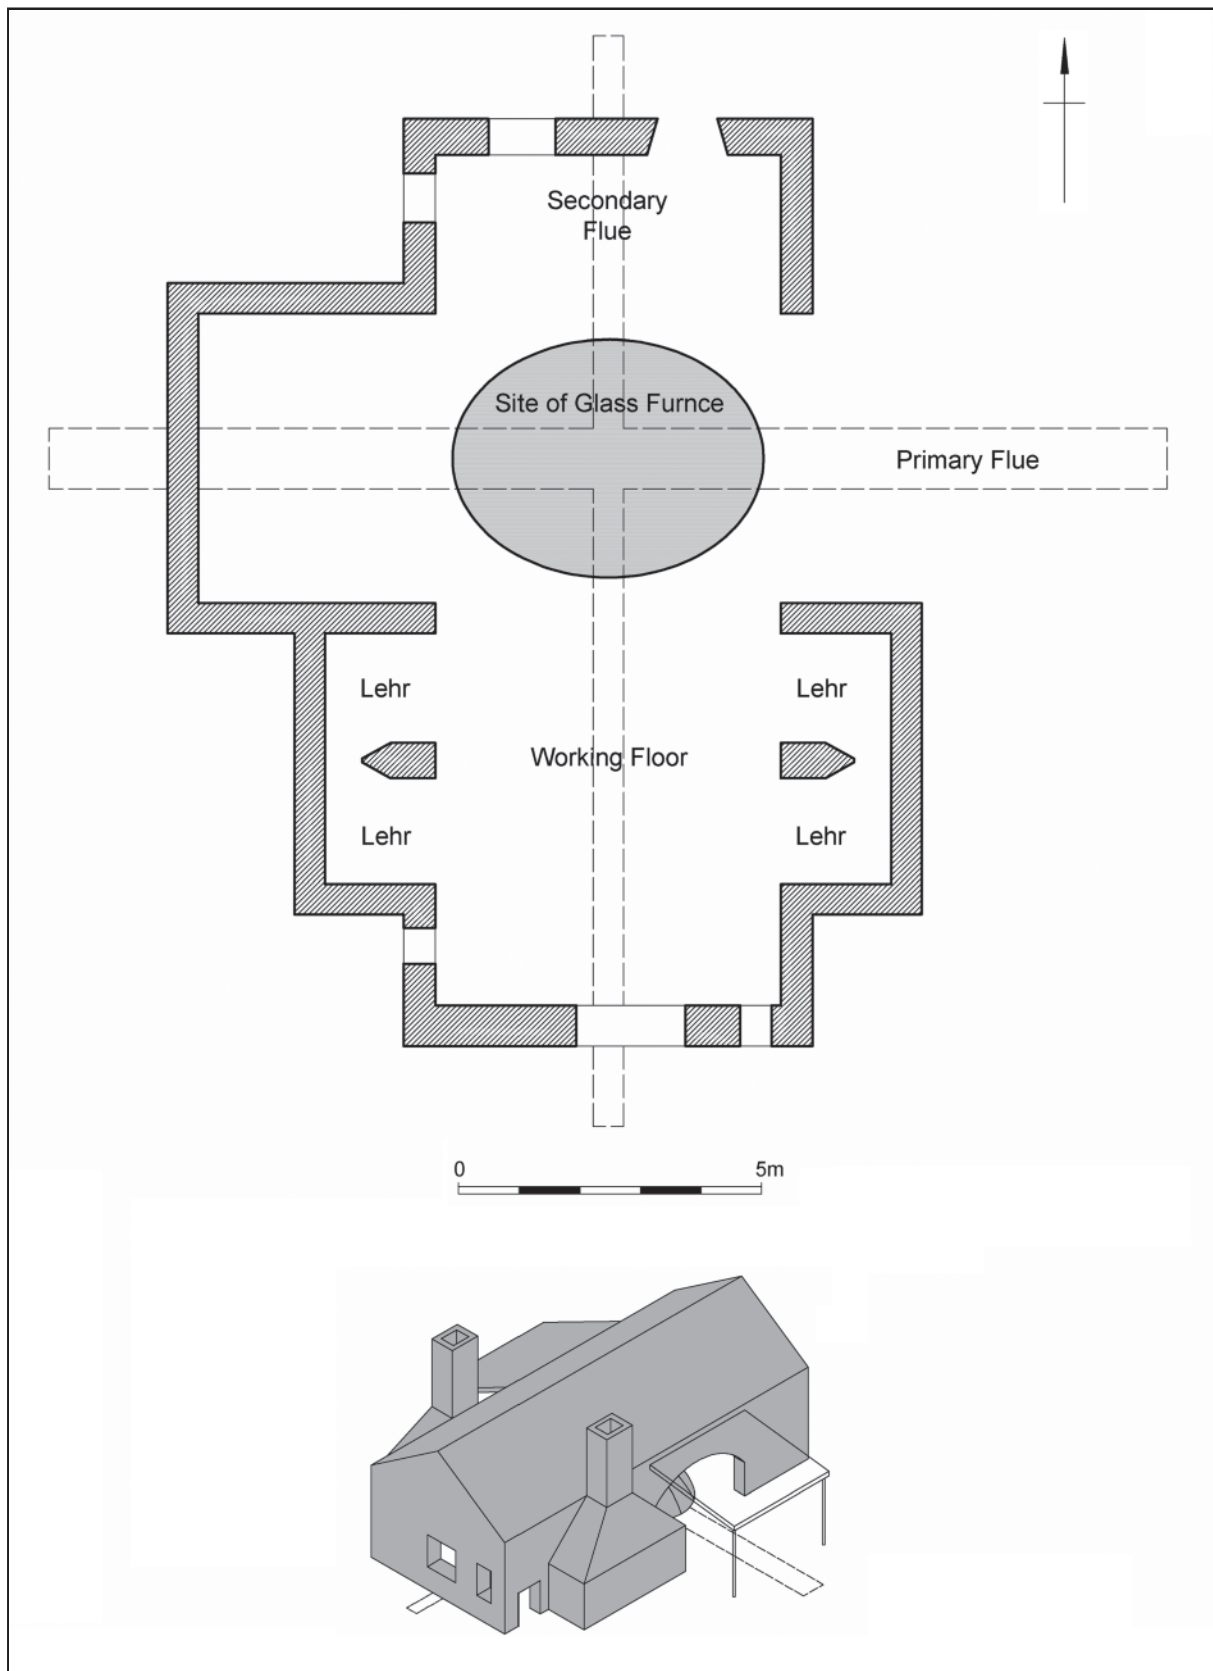 Secondary
Flue
Site of Glass Furnce
Primary Flue
Lehr
Lehr
Working Floor
Lehr
Lehr
0
5m